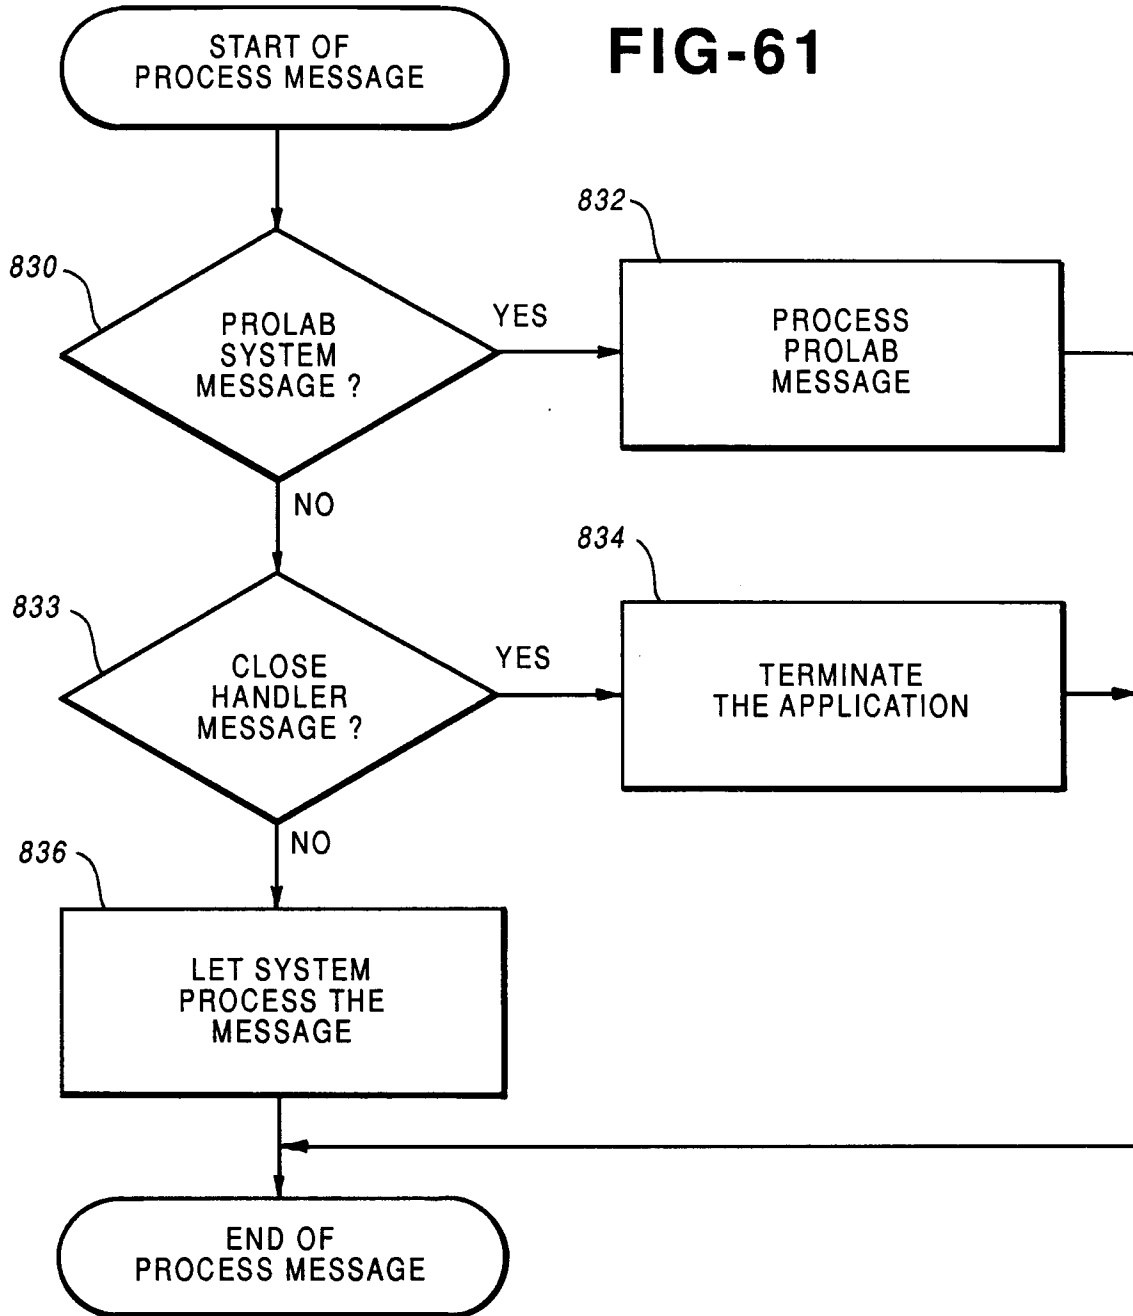 FIG-61
START OF
PROCESS MESSAGE
830
PROLAB
SYSTEM
MESSAGE ?
YES
832
PROCESS
PROLAB
MESSAGE
NO
833
CLOSE
HANDLER
MESSAGE ?
YES
834
TERMINATE
THE APPLICATION
NO
836
LET SYSTEM
PROCESS THE
MESSAGE
END OF
PROCESS MESSAGE